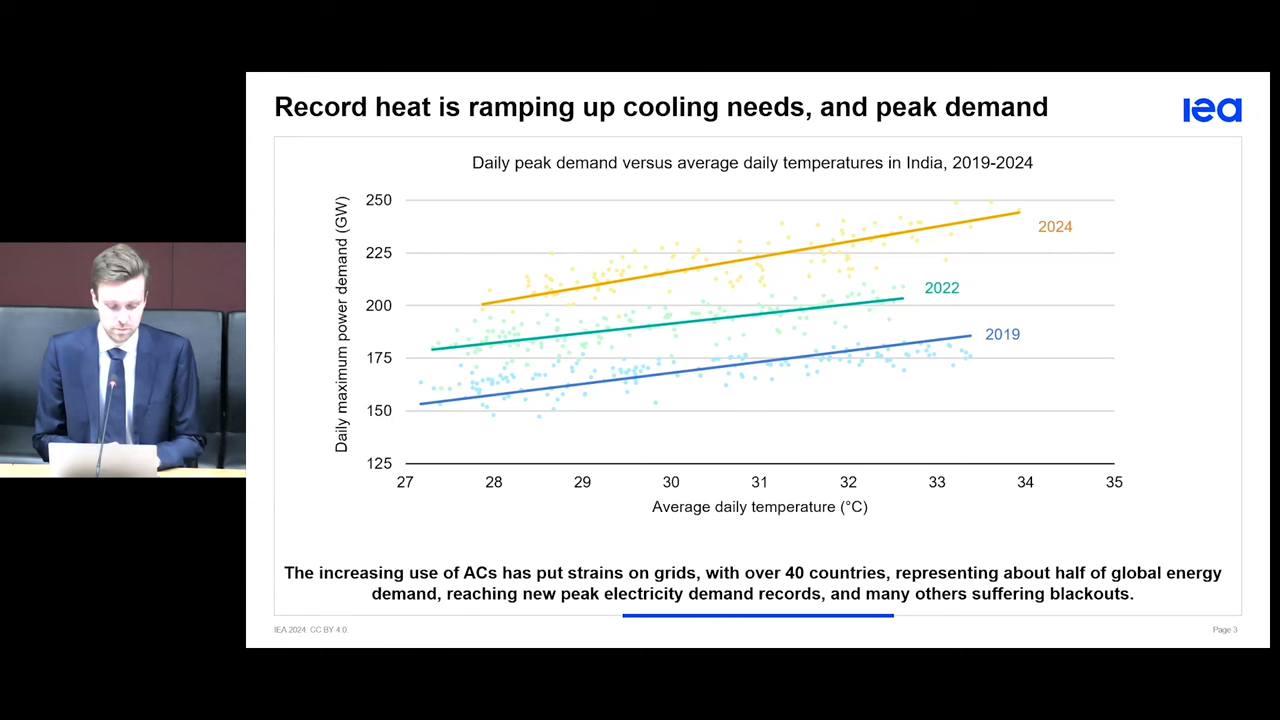 Record heat is ramping up cooling needs, and peak demand
iea
Daily peak demand versus average daily temperatures in India, 2019-2024
Daily maximum power demand (GW)
250
225
200
175
150
125
2024
2022
2019
27 28 29 30 31 32 33 34 35
Average daily temperature (°C)
The increasing use of ACs has put strains on grids, with over 40 countries, representing about half of global energy
demand, reaching new peak electricity demand records, and many others suffering blackouts.
IEA 2024. CC BY 4.0.
Page 3